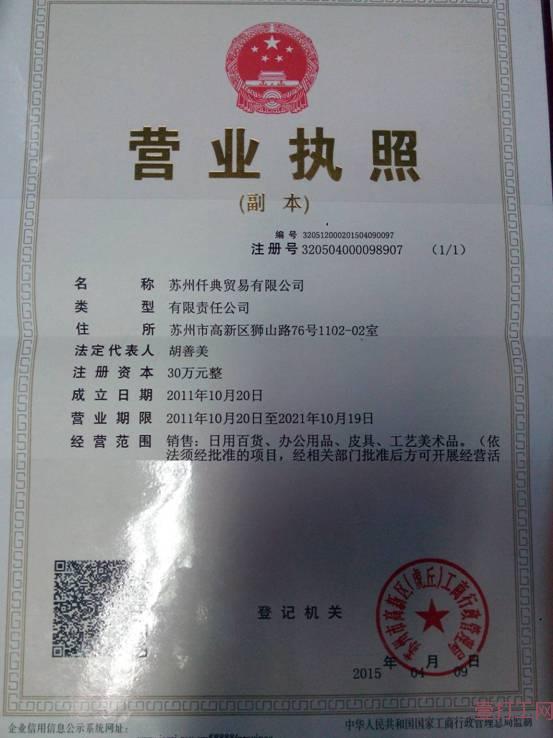 营业执照
(副 本)
编 号 320512000201504090097
注 册 号 320504000098907 （1/1）
名 称 苏州仟典贸易有限公司
类 型 有限责任公司
住 所 苏州市高新区狮山路76号1102-02室
法定代表人 胡善美
注册资本 30万元整
成立日期 2011年10月20日
营业期限 2011年10月20日至2021年10月19日
经营范围 销售：日用百货、办公用品、皮具、工艺美术品。（依
法须经批准的项目，经相关部门批准后方可开展经营活
登记机关
苏州市高新区(虎丘)工商行政管理局
2015 年 04 月 09 日
掌打工网
企业信用信息公示系统网址： 中华人民共和国国家工商行政管理总局监制